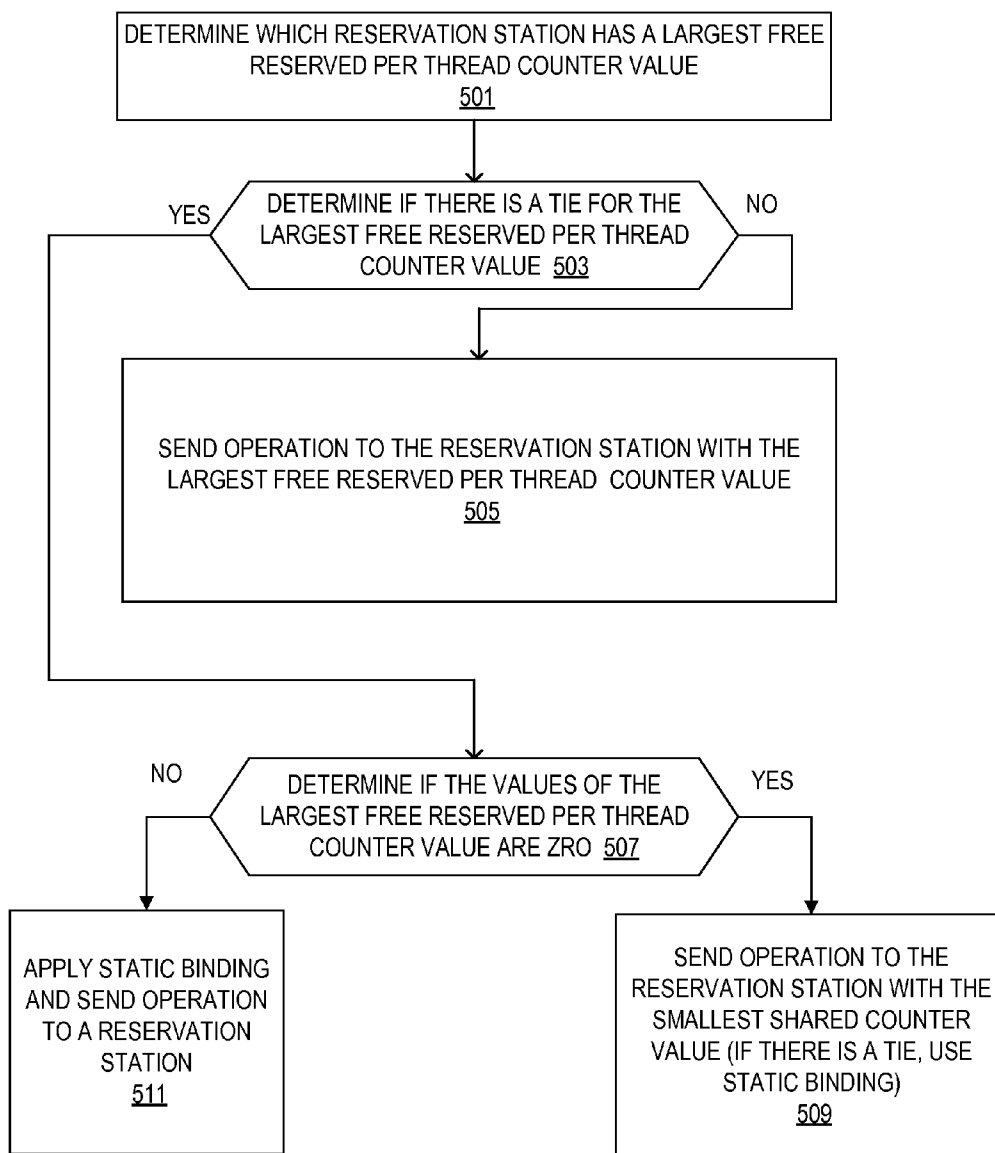 DETERMINE WHICH RESERVATION STATION HAS A LARGEST FREE
RESERVED PER THREAD COUNTER VALUE
501
DETERMINE IF THERE IS A TIE FOR THE
LARGEST FREE RESERVED PER THREAD
COUNTER VALUE 503
YES
NO
SEND OPERATION TO THE RESERVATION STATION WITH THE
LARGEST FREE RESERVED PER THREAD COUNTER VALUE
505
DETERMINE IF THE VALUES OF THE
LARGEST FREE RESERVED PER THREAD
COUNTER VALUE ARE ZRO 507
NO
YES
APPLY STATIC BINDING
AND SEND OPERATION
TO A RESERVATION
STATION
511
SEND OPERATION TO THE
RESERVATION STATION WITH THE
SMALLEST SHARED COUNTER
VALUE (IF THERE IS A TIE, USE
STATIC BINDING)
509